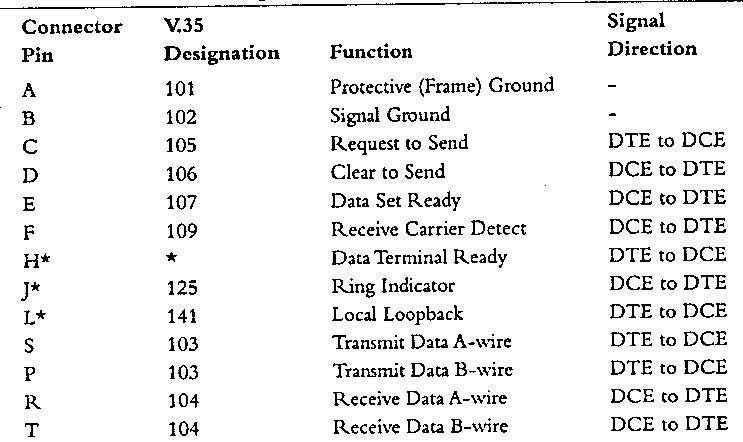 Connector V.35 Signal
Pin Designation Function Direction
A 101 Protective (Frame) Ground -
B 102 Signal Ground -
C 105 Request to Send DTE to DCE
D 106 Clear to Send DCE to DTE
E 107 Data Set Ready DCE to DTE
F 109 Receive Carrier Detect DCE to DTE
H* * Data Terminal Ready DTE to DCE
J* 125 Ring Indicator DCE to DTE
L* 141 Local Loopback DTE to DCE
S 103 Transmit Data A-wire DTE to DCE
P 103 Transmit Data B-wire DTE to DCE
R 104 Receive Data A-wire DCE to DTE
T 104 Receive Data B-wire DCE to DTE